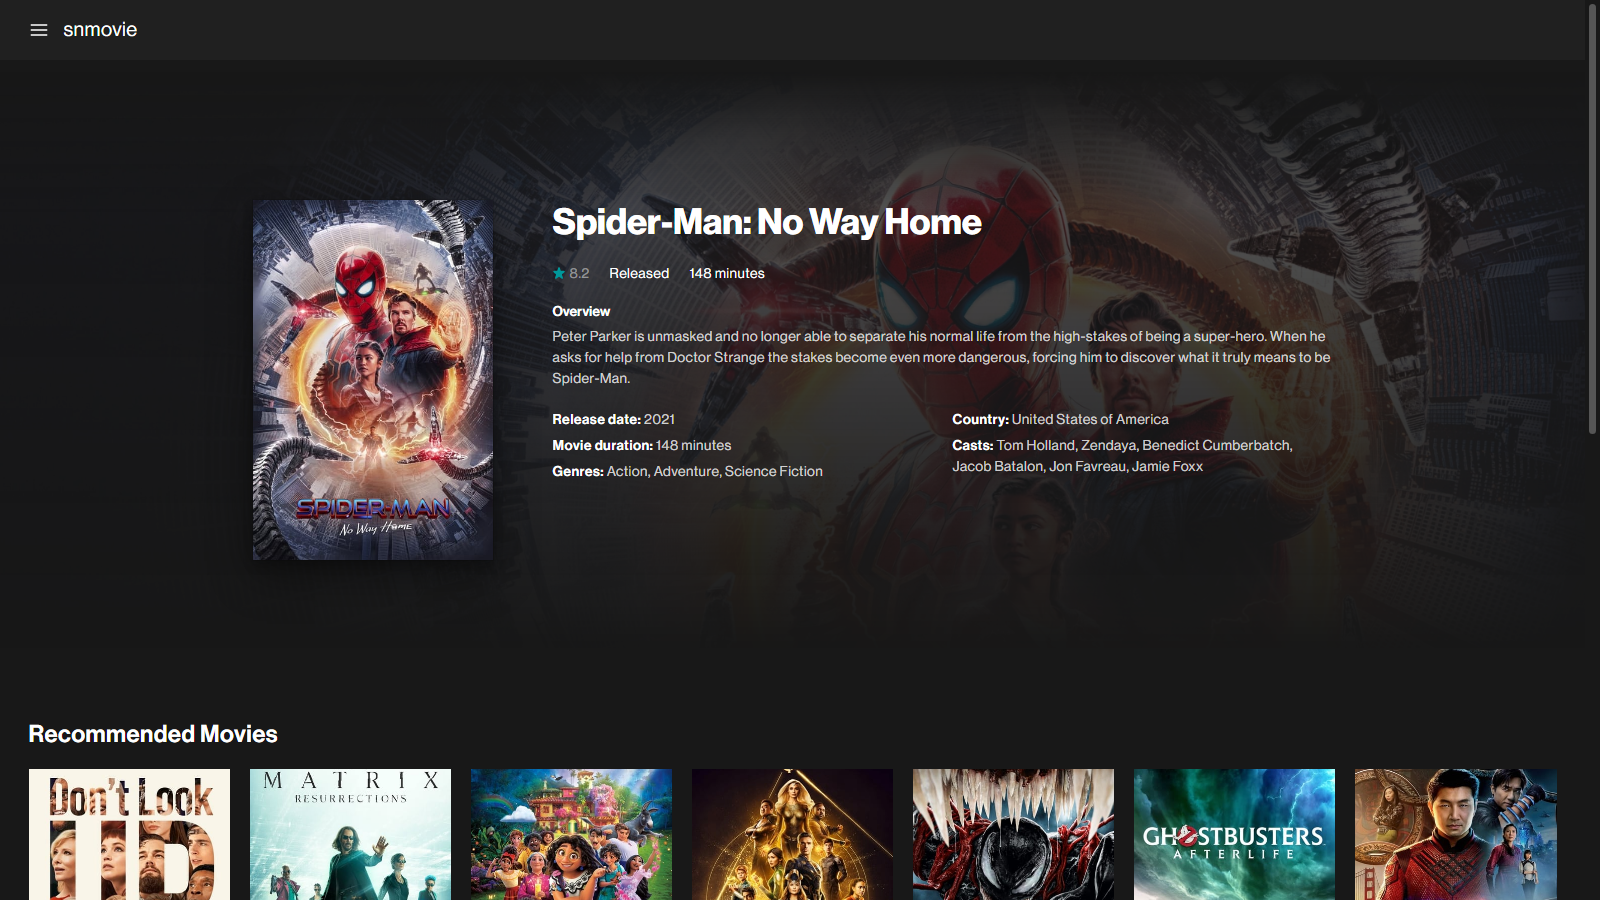 snmovie
Spider-Man: No Way Home
8.2 Released 148 minutes
Overview
Peter Parker is unmasked and no longer able to separate his normal life from the high-stakes of being a super-hero. When he
asks for help from Doctor Strange the stakes become even more dangerous, forcing him to discover what it truly means to be
Spider-Man.
Release date: 2021
Movie duration: 148 minutes
Genres: Action, Adventure, Science Fiction
Country: United States of America
Casts: Tom Holland, Zendaya, Benedict Cumberbatch,
Jacob Batalon, Jon Favreau, Jamie Foxx
SPIDER-MAN
No Way Home
Recommended Movies
Don't Look
UP
MATRIX
RESURRECTIONS
GHOSTBUSTERS
AFTERLIFE